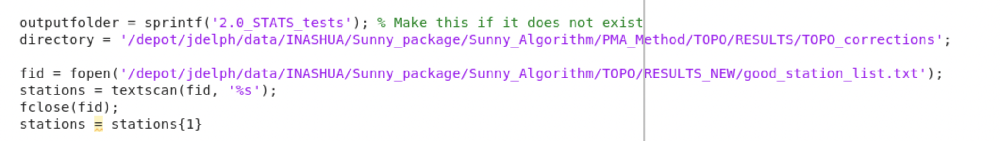 outputfolder = sprintf('2.0_STATS_tests'); % Make this if it does not exist
directory = '/depot/jdelph/data/INASHUA/Sunny_package/Sunny_Algorithm/PMA_Method/TOPO/RESULTS/TOPO_corrections';
fid = fopen('/depot/jdelph/data/INASHUA/Sunny_package/Sunny_Algorithm/TOPO/RESULTS_NEW/good_station_list.txt');
stations = textscan(fid, '%s');
fclose(fid);
stations = stations{1}